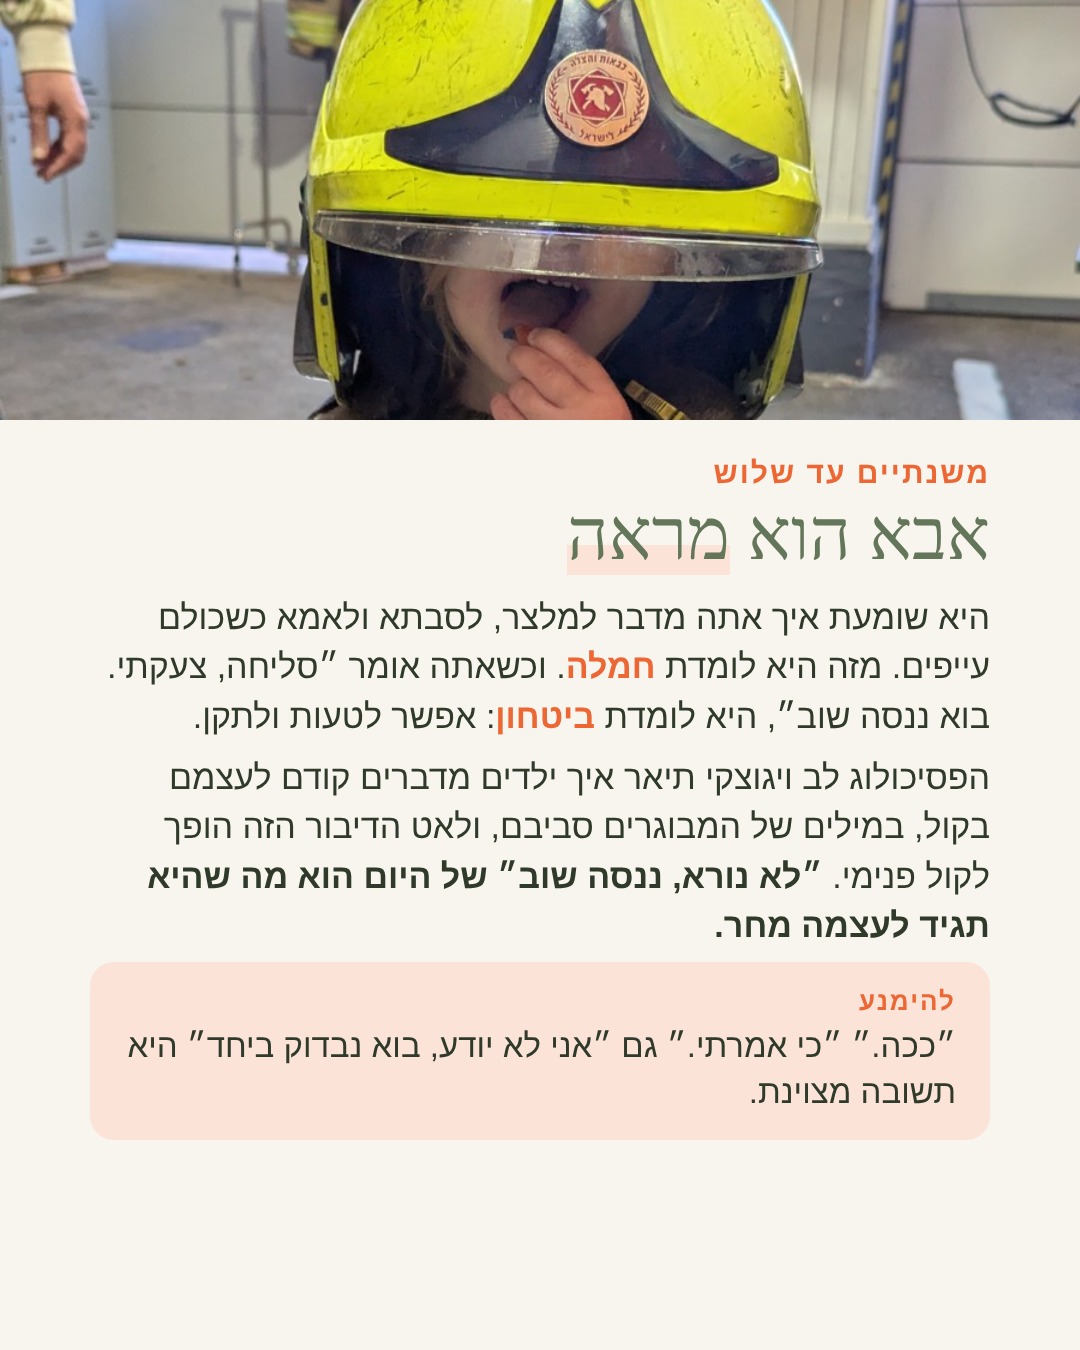 כבאות והצלה
לישראל
משנתיים עד שלוש
אבא הוא מראה
היא שומעת איך אתה מדבר למלצר, לסבתא ולאמא כשכולם
עייפים. מזה היא לומדת חמלה. וכשאתה אומר ״סליחה, צעקתי.
בוא ננסה שוב״, היא לומדת ביטחון: אפשר לטעות ולתקן.
הפסיכולוג לב ויגוצקי תיאר איך ילדים מדברים קודם לעצמם
בקול, במילים של המבוגרים סביבם, ולאט הדיבור הזה הופך
לקול פנימי. ״לא נורא, ננסה שוב״ של היום הוא מה שהיא
תגיד לעצמה מחר.
להימנע
״ככה.״ ״כי אמרתי.״ גם ״אני לא יודע, בוא נבדוק ביחד״ היא
תשובה מצוינת.